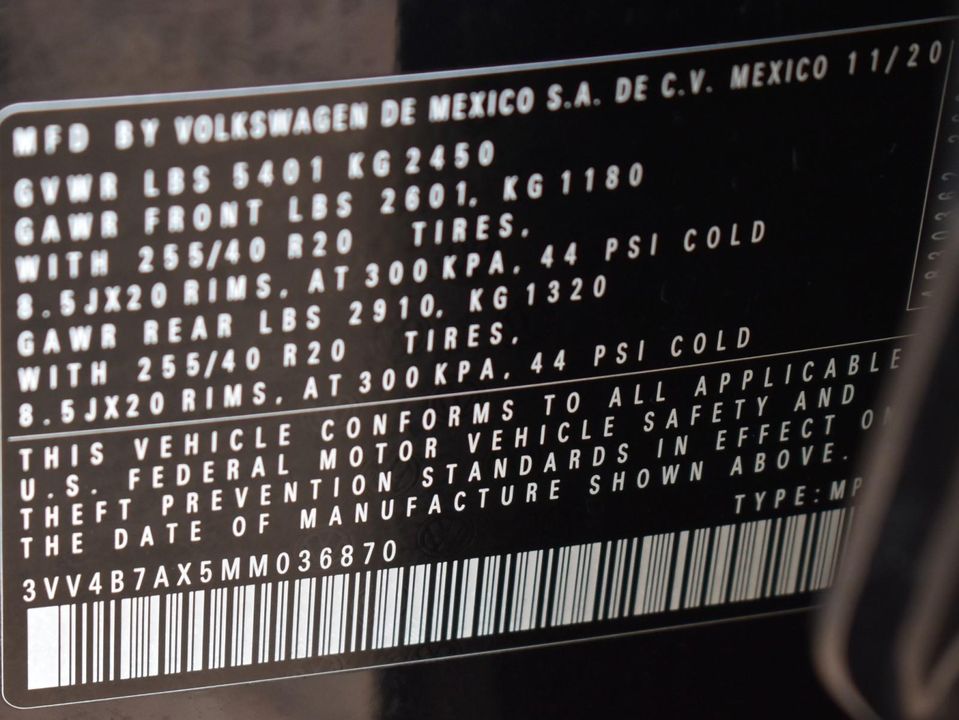 MFD BY VOLKSWAGEN DE MEXICO S.A. DE C.V. MEXICO 11/20
GVWR LBS 5401 KG 2450
GAWR FRONT LBS 2601, KG 1180
WITH 255/40 R20 TIRES,
8.5JX20 RIMS, AT 300 KPA, 44 PSI COLD
GAWR REAR LBS 2910, KG 1320
WITH 255/40 R20 TIRES,
8.5JX20 RIMS, AT 300 KPA, 44 PSI COLD
THIS VEHICLE CONFORMS TO ALL APPLICABLE
U.S. FEDERAL MOTOR VEHICLE SAFETY AND
THEFT PREVENTION STANDARDS IN EFFECT
THE DATE OF MANUFACTURE SHOWN ABOVE.
TYPE:MP
3VV4B7AX5MM036870